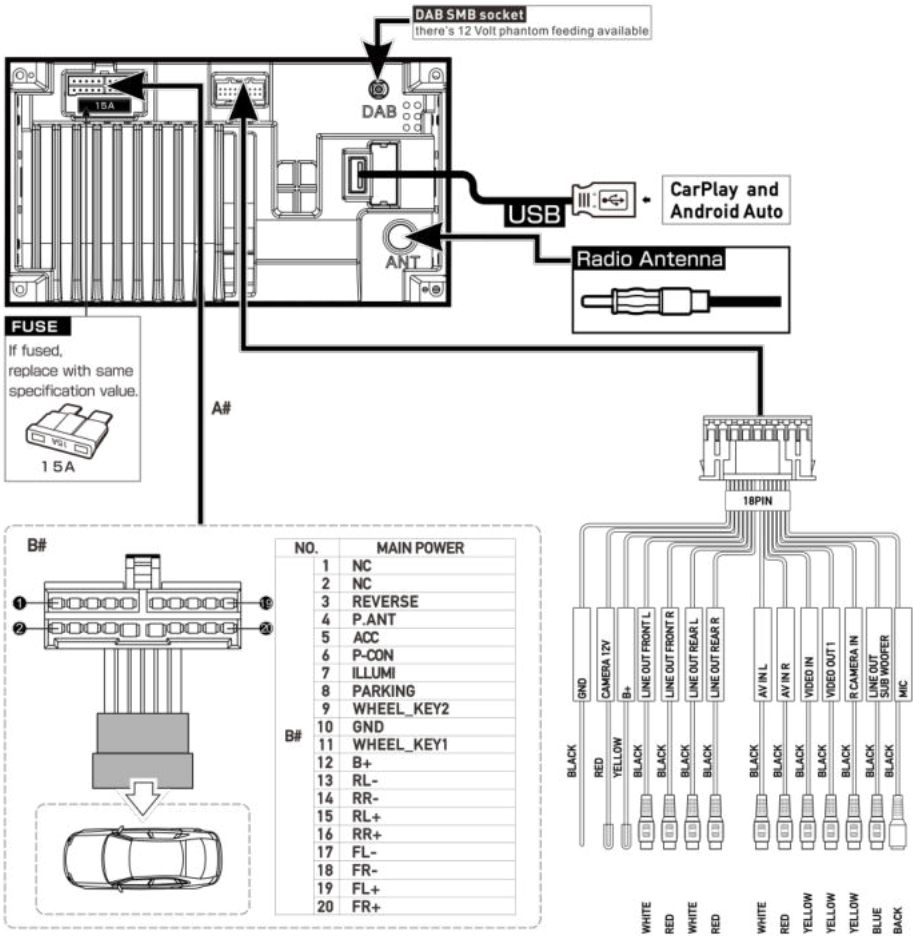 DAB SMB socket
there's 12 Volt phantom feeding available
15A
DAB
USB
CarPlay and
Android Auto
ANT
Radio Antenna
FUSE
If fused,
replace with same
specification value.
15A
15A
A#
18PIN
B#
1
19
2
20
NO. MAIN POWER
B#
1 NC
2 NC
3 REVERSE
4 P.ANT
5 ACC
6 P-CON
7 ILLUMI
8 PARKING
9 WHEEL_KEY2
10 GND
11 WHEEL_KEY1
12 B+
13 RL-
14 RR-
15 RL+
16 RR+
17 FL-
18 FR-
19 FL+
20 FR+
GND
CAMERA 12V
B+
LINE OUT FRONT L
LINE OUT FRONT R
LINE OUT REAR L
LINE OUT REAR R
AV IN L
AV IN R
VIDEO IN
VIDEO OUT 1
R CAMERA IN
LINE OUT
SUB WOOFER
MIC
BLACK
RED
YELLOW
BLACK
BLACK
BLACK
BLACK
BLACK
BLACK
BLACK
BLACK
BLACK
BLACK
BLACK
WHITE
RED
WHITE
RED
WHITE
RED
YELLOW
YELLOW
YELLOW
BLUE
BACK